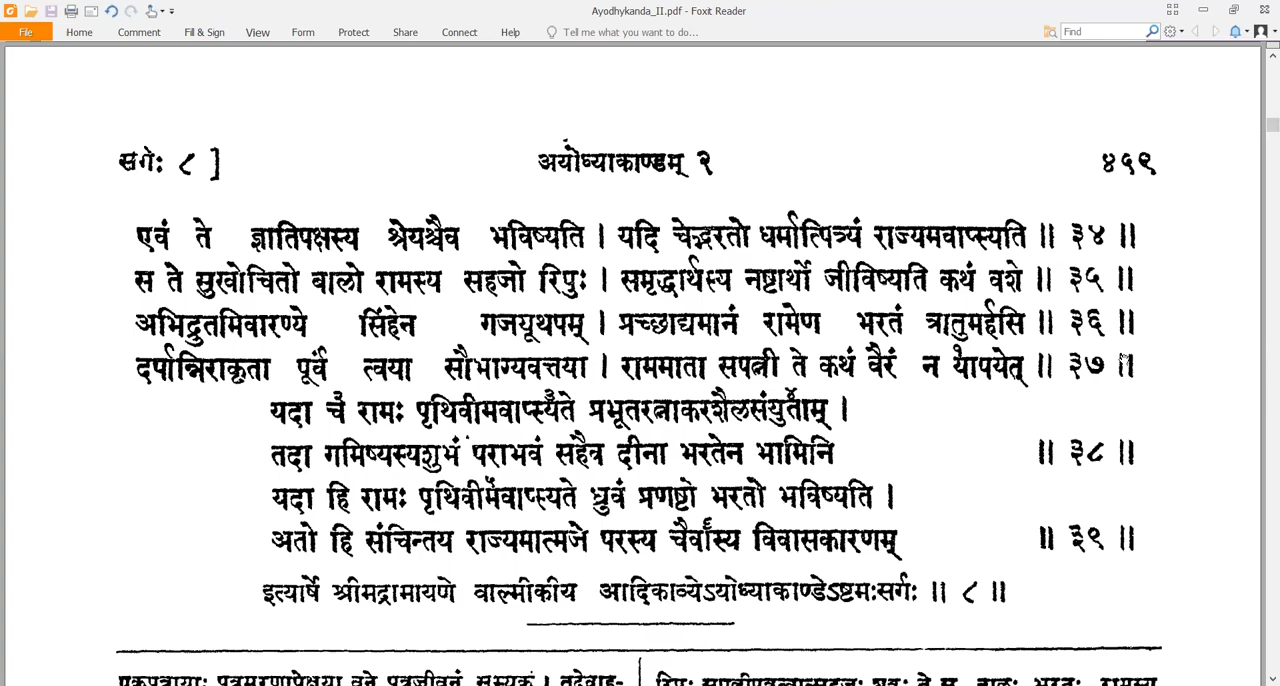 Ayodhykanda_II.pdf - Foxit Reader
File Home Comment Fill & Sign View Form Protect Share Connect Help Tell me what you want to do... Find
सर्गः ८ ] अयोध्याकाण्डम् २ ४५९
एवं ते ज्ञातिपक्षस्य श्रेयश्चैव भविष्यति । यदि चेद्भरतो धर्मात्पित्र्यं राज्यमवाप्स्यति ॥ ३४ ॥
स ते सुखोचितो बालो रामस्य सहजो रिपुः । समृद्धार्थस्य नष्टार्थो जीविष्यति कथं वशे ॥ ३५ ॥
अभिद्रुतमिवारण्ये सिंहेन गजयूथपम् । प्रच्छाद्यमानं रामेण भरतं त्रातुमर्हसि ॥ ३६ ॥
दर्पान्निराकृता पूर्वं त्वया सौभाग्यवत्तया । राममाता सपत्नी ते कथं वैरं न यापयेत् ॥ ३७ ॥
यदा च रामः पृथिवीमवाप्स्यते प्रभूतरत्नाकरशैलसंयुताम् ।
तदा गमिष्यस्यशुभं पराभवं सहैव दीना भरतेन भामिनि ॥ ३८ ॥
यदा हि रामः पृथिवीमवाप्स्यते ध्रुवं प्रणष्टो भरतो भविष्यति ।
अतो हि संचिन्तय राज्यमात्मजे परस्य चैवास्य विवासकारणम् ॥ ३९ ॥
इत्यार्षे श्रीमद्रामायणे वाल्मीकीय आदिकाव्येऽयोध्याकाण्डेऽष्टमः सर्गः ॥ ८ ॥